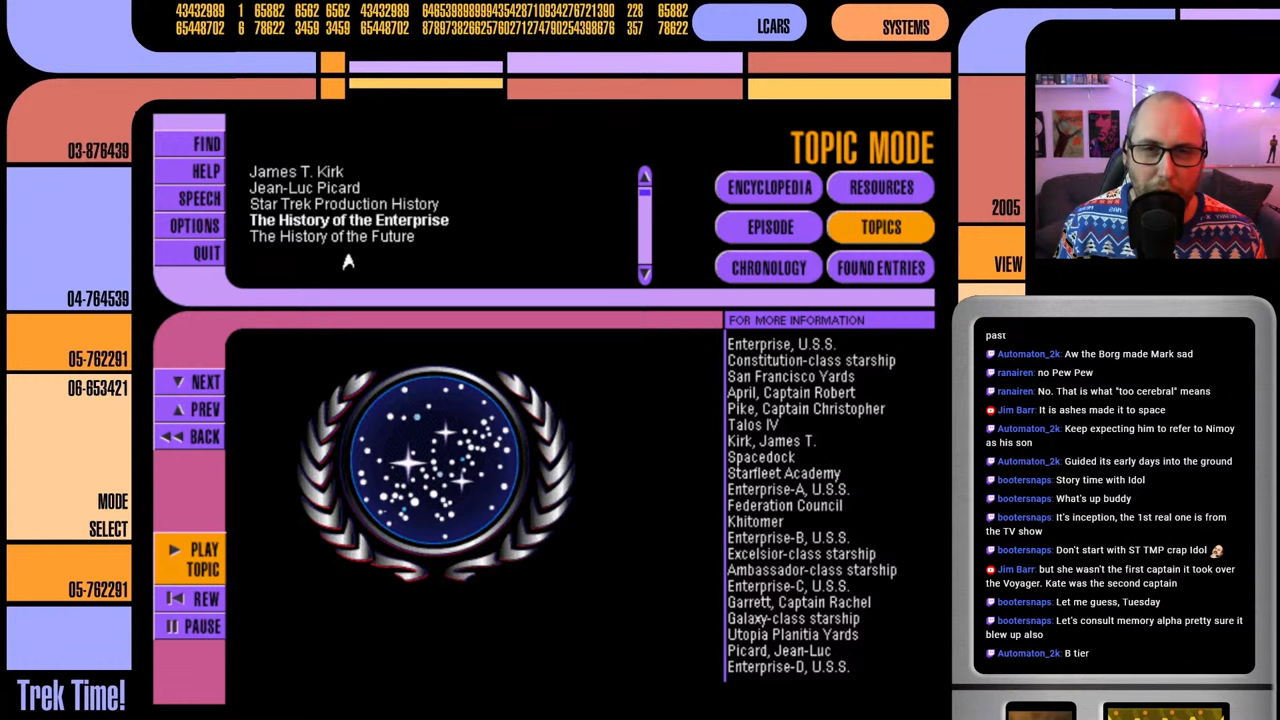 43432989 1 65882 6562 6562 43432989 64653989899435428710934276721390 228 65882
65448702 6 78622 3459 3459 65448702 87897382662576027127478025439 8676 357 78622
LCARS
SYSTEMS
03-876439
04-764539
05-762291
06-653421
MODE
SELECT
05-762291
Trek Time!
FIND
HELP
SPEECH
OPTIONS
QUIT
James T. Kirk
Jean-Luc Picard
Star Trek Production History
The History of the Enterprise
The History of the Future
TOPIC MODE
ENCYCLOPEDIA
RESOURCES
EPISODE
TOPICS
CHRONOLOGY
FOUND ENTRIES
NEXT
PREV
BACK
PLAY
TOPIC
REW
PAUSE
FOR MORE INFORMATION
Enterprise, U.S.S.
Constitution-class starship
San Francisco Yards
April, Captain Robert
Pike, Captain Christopher
Talos IV
Kirk, James T.
Spacedock
Starfleet Academy
Enterprise-A, U.S.S.
Federation Council
Khitomer
Enterprise-B, U.S.S.
Excelsior-class starship
Ambassador-class starship
Enterprise-C, U.S.S.
Garrett, Captain Rachel
Galaxy-class starship
Utopia Planitia Yards
Picard, Jean-Luc
Enterprise-D, U.S.S.
2005
VIEW
past
Automaton_2k: Aw the Borg made Mark sad
ranairen: no Pew Pew
ranairen: No. That is what "too cerebral" means
Jim Barr: It is ashes made it to space
Automaton_2k: Keep expecting him to refer to Nimoy
as his son
Automaton_2k: Guided its early days into the ground
bootersnaps: Story time with Idol
bootersnaps: What's up buddy
bootersnaps: It's inception, the 1st real one is from
the TV show
bootersnaps: Don't start with ST TMP crap Idol
Jim Barr: but she wasn't the first captain it took over
the Voyager. Kate was the second captain
bootersnaps: Let me guess, Tuesday
bootersnaps: Let's consult memory alpha pretty sure it
blew up also
Automaton_2k: B tier